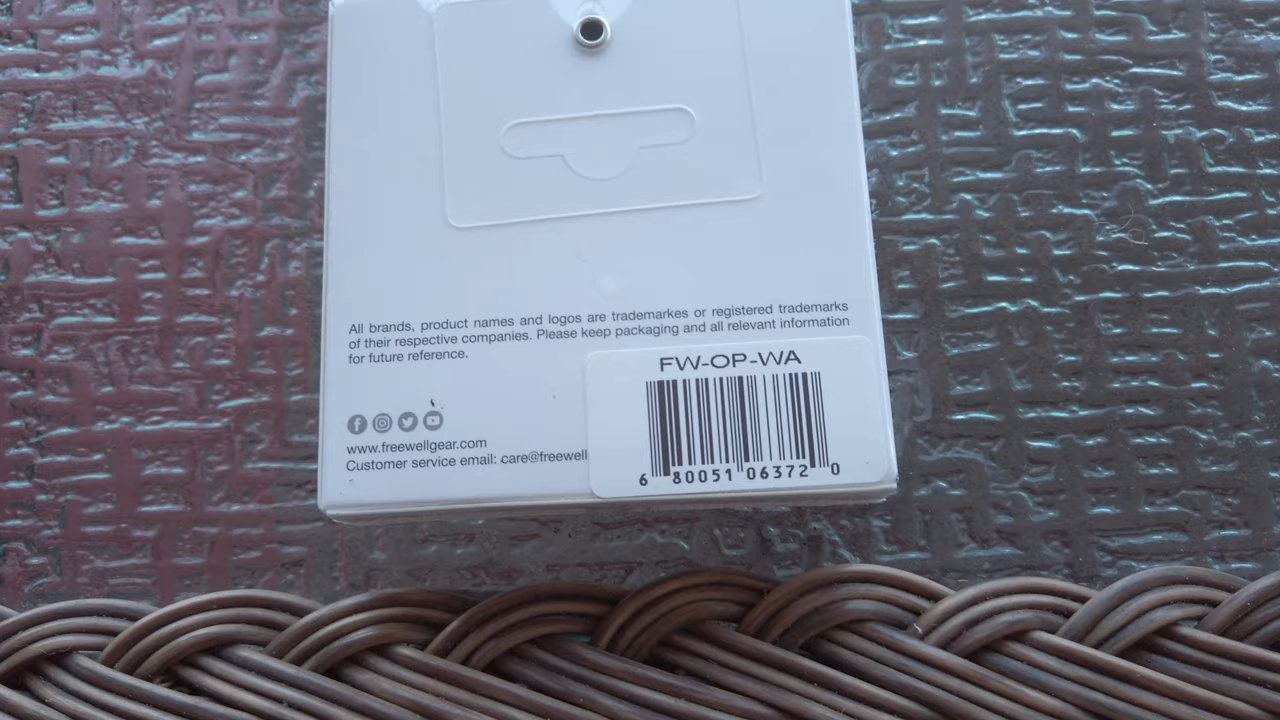 All brands, product names and logos are trademarkes or registered trademarks
of their respective companies. Please keep packaging and all relevant information
for future reference.
FW-OP-WA
www.freewellgear.com
Customer service email: care@freewell
6 80051 06372 0